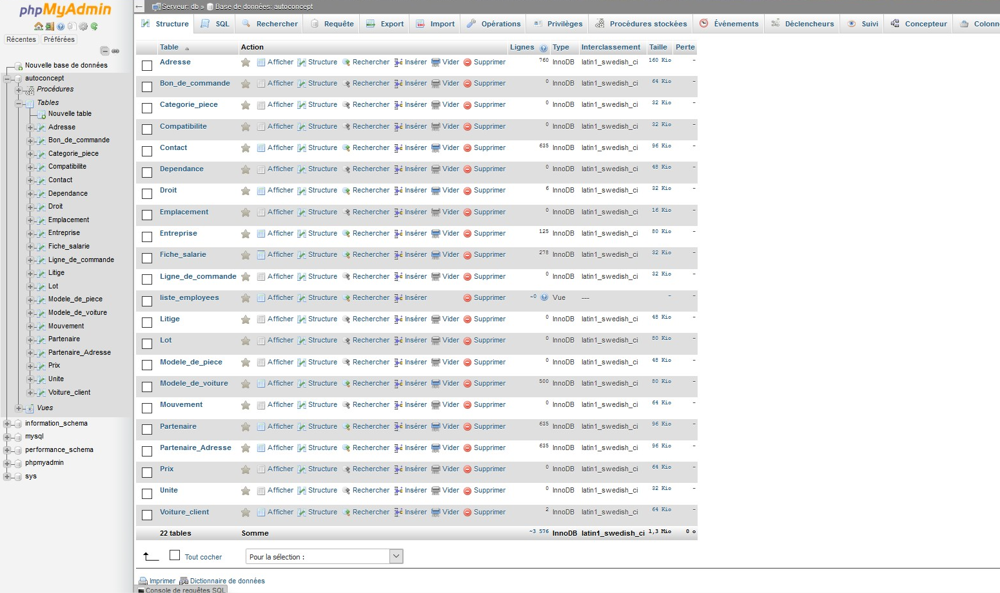 phpMyAdmin
Récentes Préférées
Nouvelle base de données
autoconcept
Procédures
Tables
Nouvelle table
Adresse
Bon_de_commande
Categorie_piece
Compatibilite
Contact
Dependance
Droit
Emplacement
Entreprise
Fiche_salarie
Ligne_de_commande
Litige
Lot
Modele_de_piece
Modele_de_voiture
Mouvement
Partenaire
Partenaire_Adresse
Prix
Unite
Voiture_client
Vues
information_schema
mysql
performance_schema
phpmyadmin
sys
Serveur: db » Base de données: autoconcept
Structure SQL Rechercher Requête Export Import Opérations Privilèges Procédures stockées Événements Déclencheurs Suivi Concepteur Colonn
Table Action Lignes Type Interclassement Taille Perte
Adresse Afficher Structure Rechercher Insérer Vider Supprimer 760 InnoDB latin1_swedish_ci 160 Kio -
Bon_de_commande Afficher Structure Rechercher Insérer Vider Supprimer 0 InnoDB latin1_swedish_ci 64 Kio -
Categorie_piece Afficher Structure Rechercher Insérer Vider Supprimer 0 InnoDB latin1_swedish_ci 32 Kio -
Compatibilite Afficher Structure Rechercher Insérer Vider Supprimer 0 InnoDB latin1_swedish_ci 32 Kio -
Contact Afficher Structure Rechercher Insérer Vider Supprimer 635 InnoDB latin1_swedish_ci 96 Kio -
Dependance Afficher Structure Rechercher Insérer Vider Supprimer 0 InnoDB latin1_swedish_ci 48 Kio -
Droit Afficher Structure Rechercher Insérer Vider Supprimer 6 InnoDB latin1_swedish_ci 32 Kio -
Emplacement Afficher Structure Rechercher Insérer Vider Supprimer 0 InnoDB latin1_swedish_ci 16 Kio -
Entreprise Afficher Structure Rechercher Insérer Vider Supprimer 125 InnoDB latin1_swedish_ci 80 Kio -
Fiche_salarie Afficher Structure Rechercher Insérer Vider Supprimer 278 InnoDB latin1_swedish_ci 32 Kio -
Ligne_de_commande Afficher Structure Rechercher Insérer Vider Supprimer 0 InnoDB latin1_swedish_ci 32 Kio -
liste_employees Afficher Structure Rechercher Insérer Supprimer ~0 Vue --- - -
Litige Afficher Structure Rechercher Insérer Vider Supprimer 0 InnoDB latin1_swedish_ci 48 Kio -
Lot Afficher Structure Rechercher Insérer Vider Supprimer 0 InnoDB latin1_swedish_ci 80 Kio -
Modele_de_piece Afficher Structure Rechercher Insérer Vider Supprimer 0 InnoDB latin1_swedish_ci 48 Kio -
Modele_de_voiture Afficher Structure Rechercher Insérer Vider Supprimer 500 InnoDB latin1_swedish_ci 80 Kio -
Mouvement Afficher Structure Rechercher Insérer Vider Supprimer 0 InnoDB latin1_swedish_ci 64 Kio -
Partenaire Afficher Structure Rechercher Insérer Vider Supprimer 635 InnoDB latin1_swedish_ci 96 Kio -
Partenaire_Adresse Afficher Structure Rechercher Insérer Vider Supprimer 635 InnoDB latin1_swedish_ci 96 Kio -
Prix Afficher Structure Rechercher Insérer Vider Supprimer 0 InnoDB latin1_swedish_ci 64 Kio -
Unite Afficher Structure Rechercher Insérer Vider Supprimer 0 InnoDB latin1_swedish_ci 32 Kio -
Voiture_client Afficher Structure Rechercher Insérer Vider Supprimer 2 InnoDB latin1_swedish_ci 64 Kio -
22 tables Somme ~3 576 InnoDB latin1_swedish_ci 1,3 Mio 0 o
Tout cocher Pour la sélection :
Imprimer Dictionnaire de données
Console de requêtes SQL